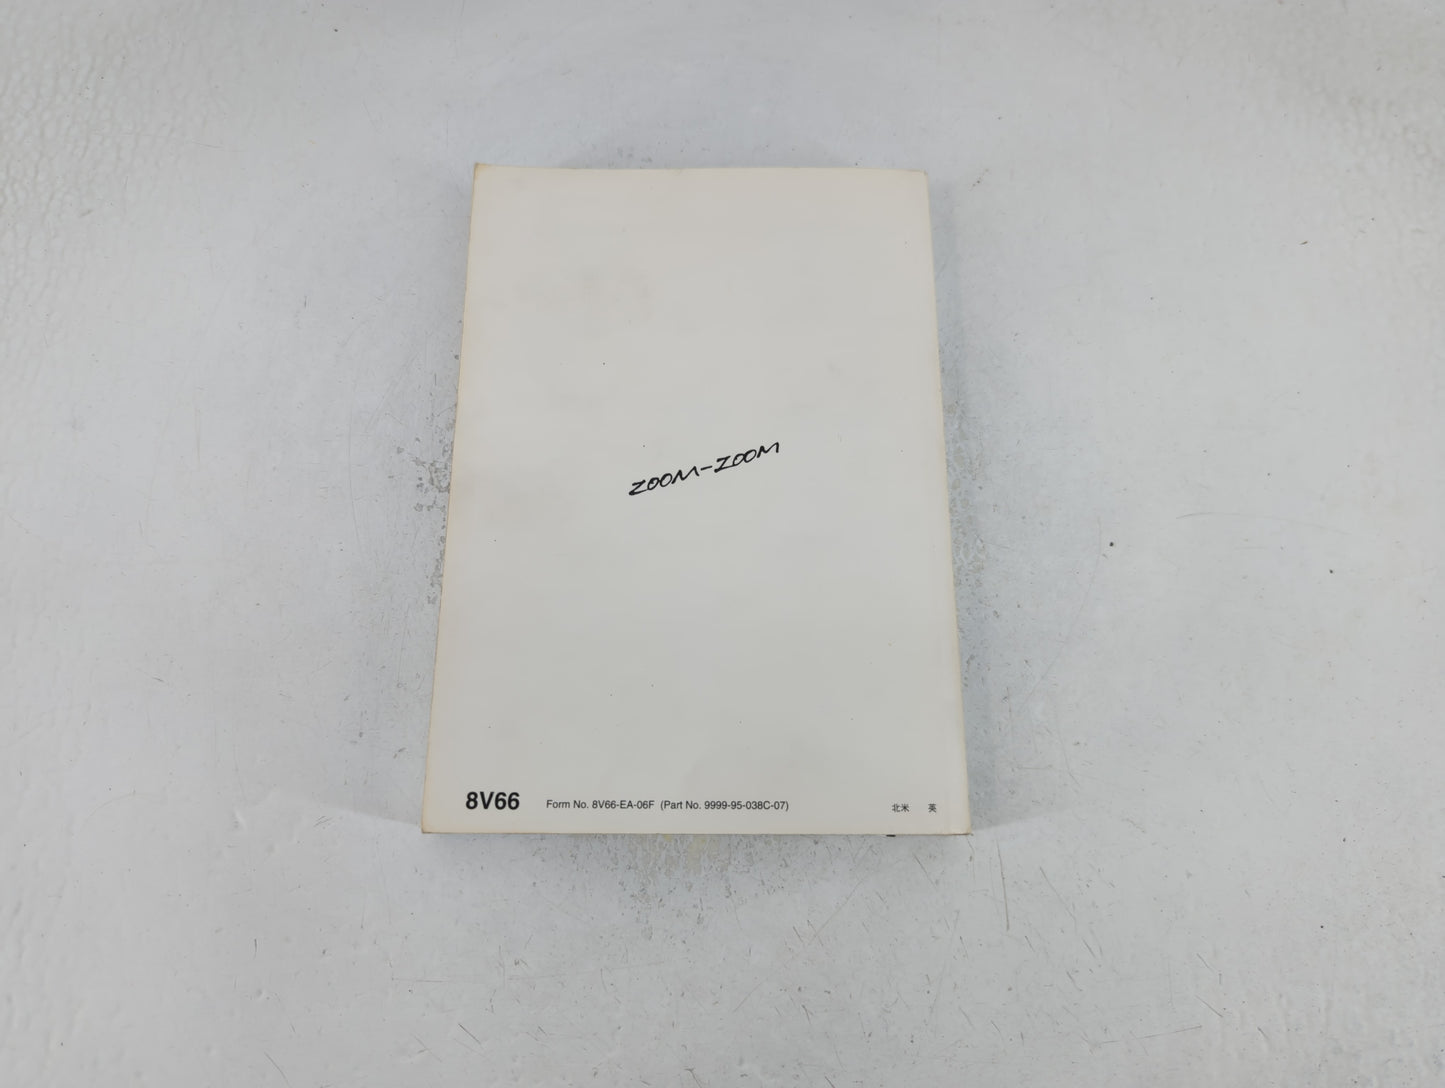 ZOOM-ZOOM
8V66 Form No. 8V66-EA-06F (Part No. 9999-95-038C-07) 北米 英